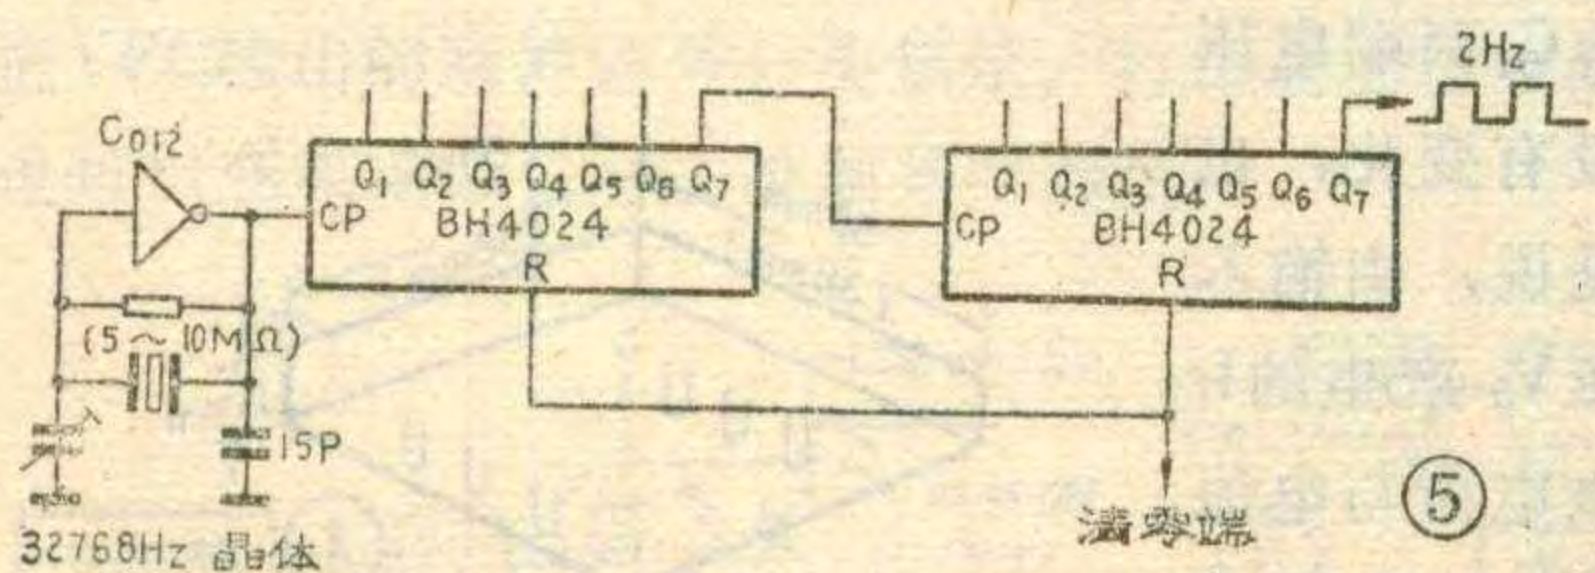 2Hz
C012
Q1 Q2 Q3 Q4 Q5 Q6 Q7
CP
BH4024
R
Q1 Q2 Q3 Q4 Q5 Q6 Q7
CP
BH4024
R
(5～10MΩ)
15P
清零端
⑤
32768Hz 晶体